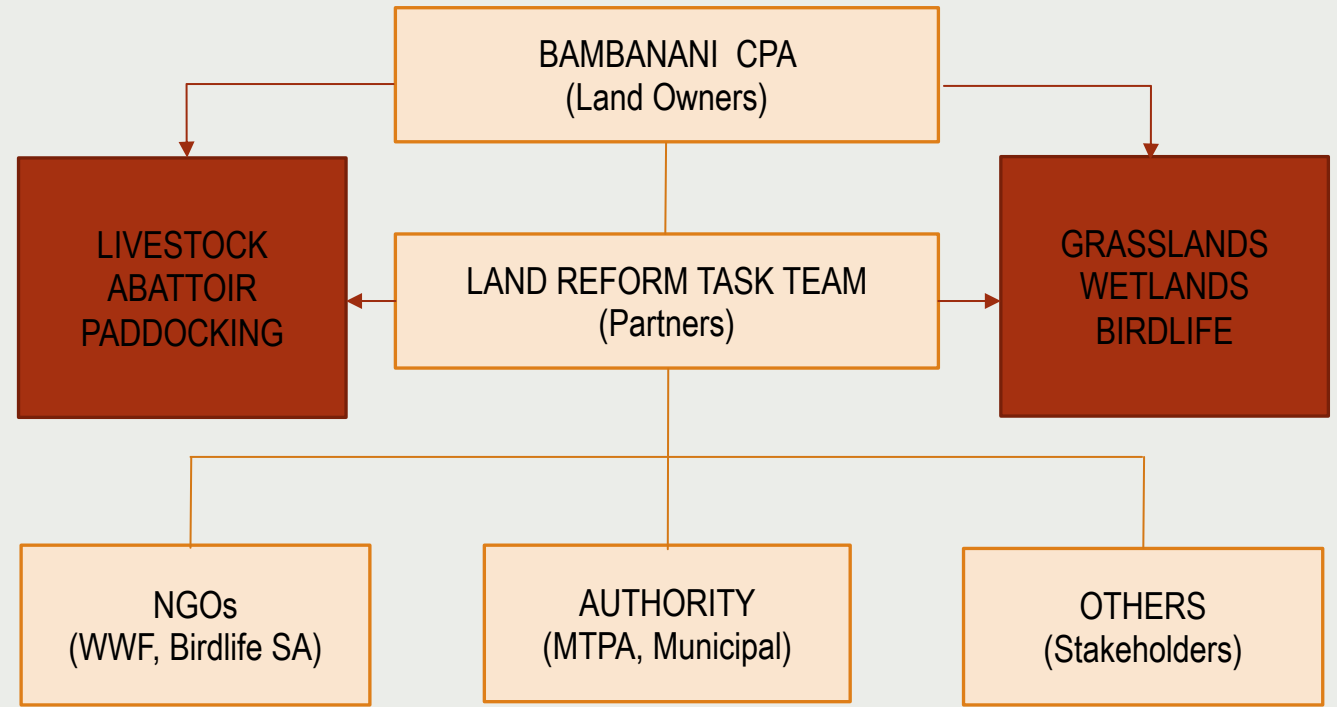 BAMBANANI CPA
(Land Owners)
LIVESTOCK
ABATTOIR
PADDOCKING
LAND REFORM TASK TEAM
(Partners)
GRASSLANDS
WETLANDS
BIRDLIFE
NGOs
(WWF, Birdlife SA)
AUTHORITY
(MTPA, Municipal)
OTHERS
(Stakeholders)